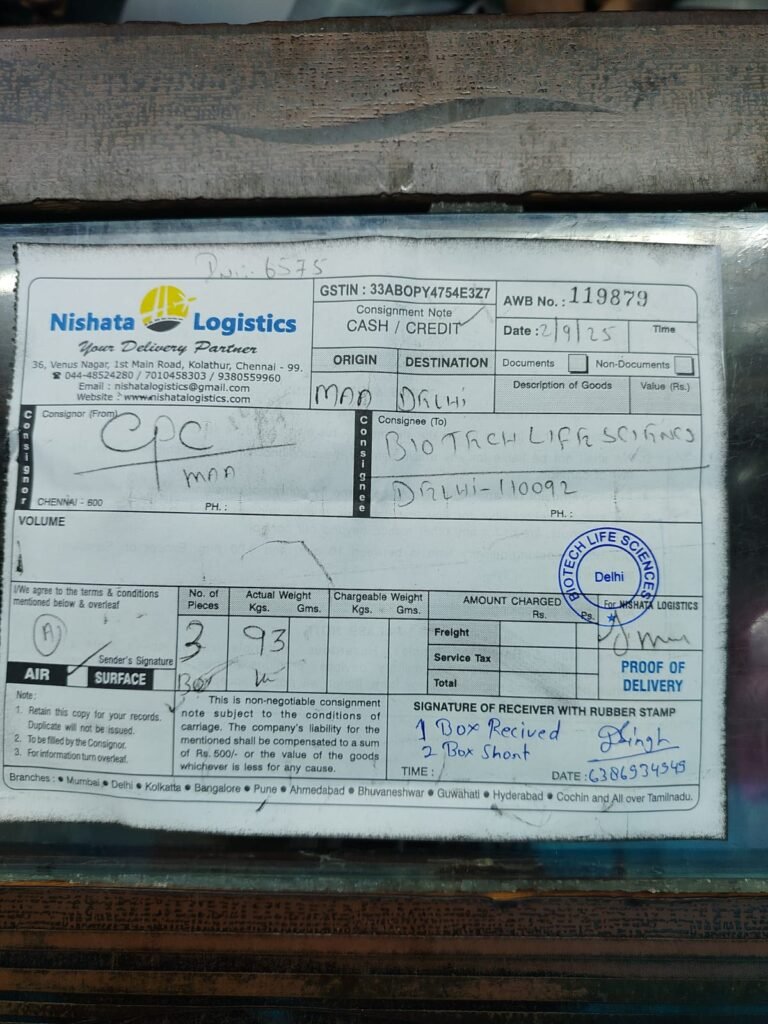 6575
Nishata Logistics
Your Delivery Partner
36, Venus Nagar, 1st Main Road, Kolathur, Chennai - 99.
☎ 044-48524280 / 7010458303 / 9380559960
Email : nishatalogistics@gmail.com
Website : www.nishatalogistics.com
GSTIN : 33ABOPY4754E3Z7
Consignment Note
CASH / CREDIT
AWB No. : 119879
Date : 2/9/25 Time
ORIGIN DESTINATION
MAA DELHI
Documents Non-Documents
Description of Goods Value (Rs.)
Consignor
Consignor (From)
CPC
MAA
CHENNAI - 600 PH. :
Consignee
Consignee (To)
BIOTECH LIFE SCIENCES
DELHI-110092
PH. :
VOLUME
BIOTECH LIFE SCIENCES
Delhi
I/We agree to the terms & conditions
mentioned below & overleaf
A
Sender's Signature
AIR SURFACE
No. of
Pieces
3
Box
Actual Weight
Kgs. Gms.
93
Chargeable Weight
Kgs. Gms.
AMOUNT CHARGED
Rs. Ps.
Freight
Service Tax
Total
For NISHATA LOGISTICS
PROOF OF
DELIVERY
Note :
1. Retain this copy for your records.
Duplicate will not be issued.
2. To be filled by the Consignor.
3. For information turn overleaf.
This is non-negotiable consignment
note subject to the conditions of
carriage. The company's liability for the
mentioned shall be compensated to a sum
of Rs. 500/- or the value of the goods
whichever is less for any cause.
SIGNATURE OF RECEIVER WITH RUBBER STAMP
1 Box Recived
2 Box Short
Singh
TIME : DATE : 6386934949
Branches : ● Mumbai ● Delhi ● Kolkatta ● Bangalore ● Pune ● Ahmedabad ● Bhuvaneshwar ● Guwahati ● Hyderabad ● Cochin and All over Tamilnadu.